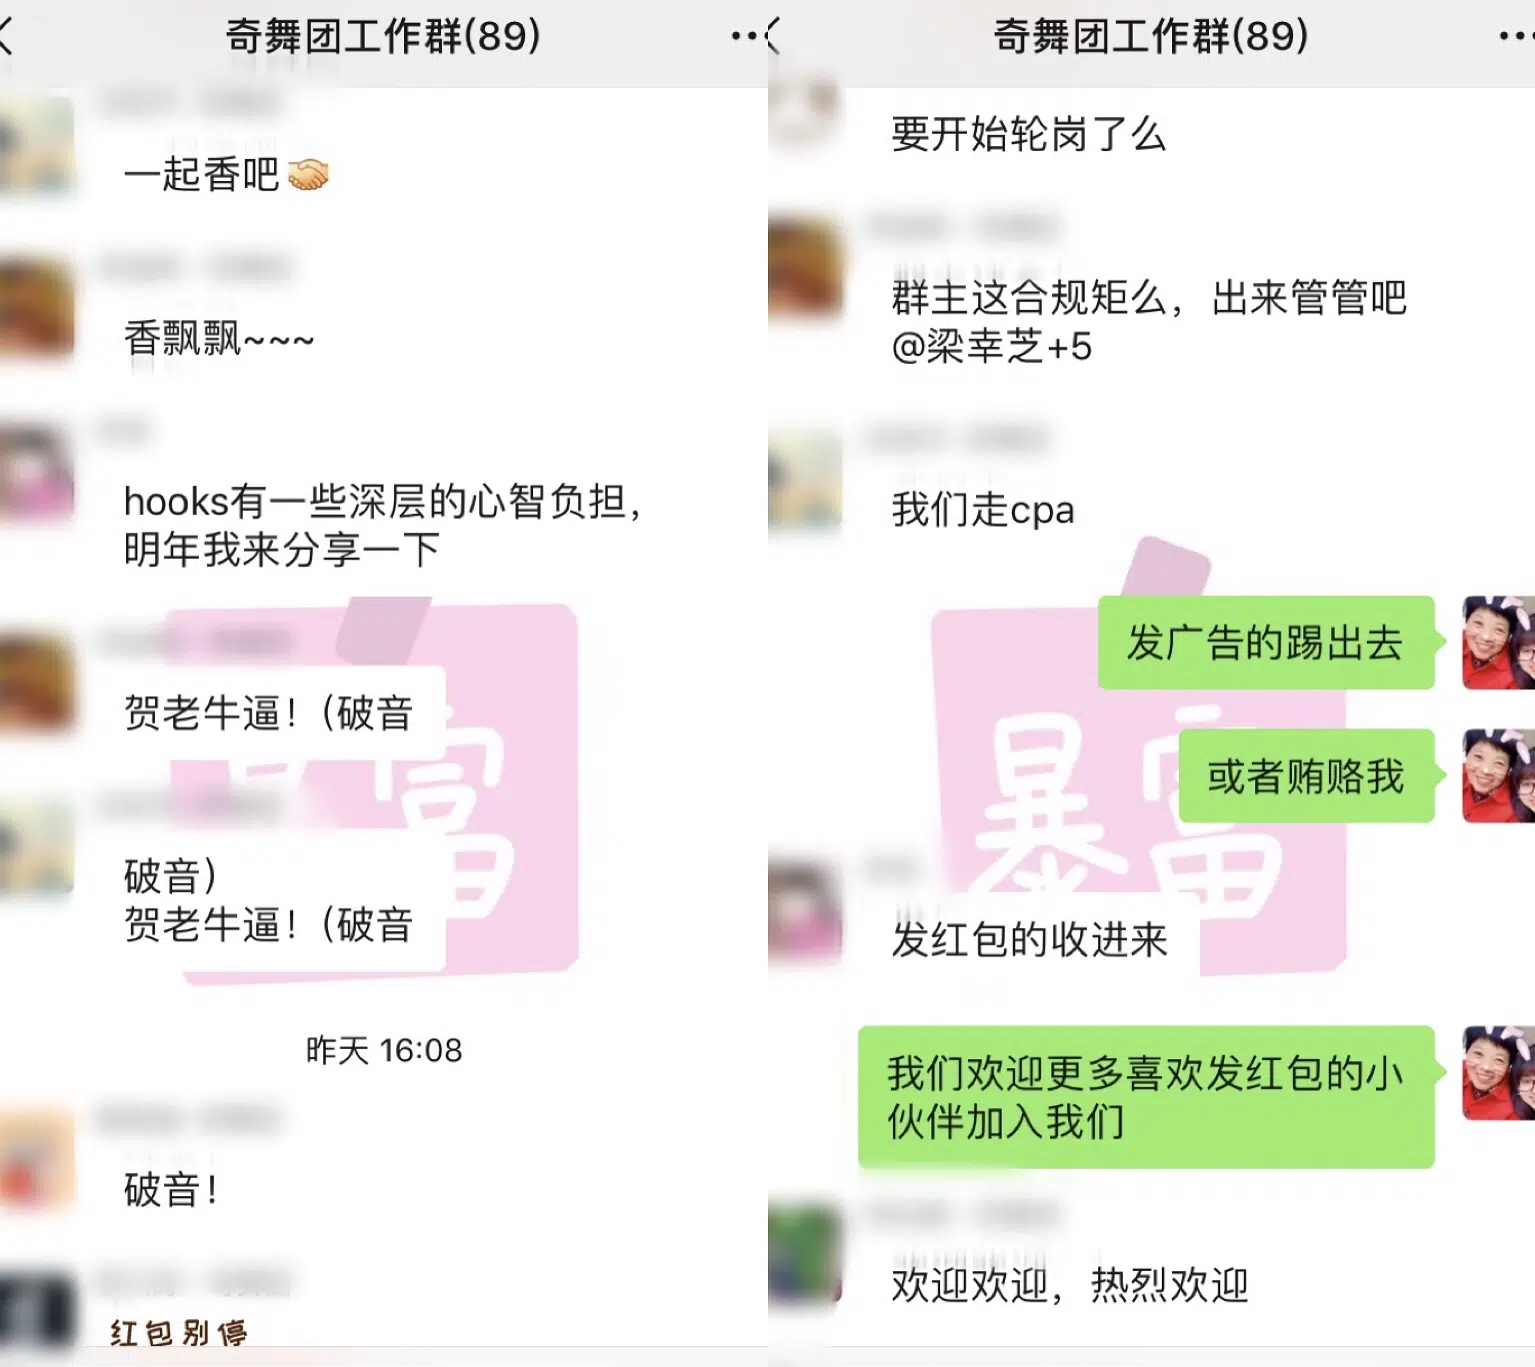 奇舞团工作群(89)
一起香吧🤝
香飘飘~~~
hooks有一些深层的心智负担，
明年我来分享一下
贺老牛逼！（破音
破音）
贺老牛逼！（破音
昨天 16:08
破音！
红包别停
奇舞团工作群(89)
要开始轮岗了么
群主这合规矩么，出来管管吧
@梁幸芝+5
我们走cpa
发广告的踢出去
或者贿赂我
暴富
发红包的收进来
我们欢迎更多喜欢发红包的小
伙伴加入我们
欢迎欢迎，热烈欢迎